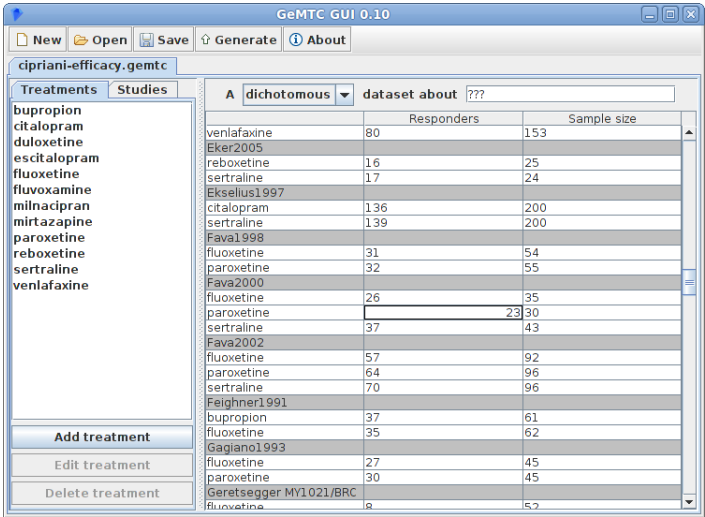 GeMTC GUI 0.10
New Open Save Generate About
cipriani-efficacy.gemtc
Treatments Studies
bupropion
citalopram
duloxetine
escitalopram
fluoxetine
fluvoxamine
milnacipran
mirtazapine
paroxetine
reboxetine
sertraline
venlafaxine
Add treatment
Edit treatment
Delete treatment
A dichotomous dataset about ???
Responders Sample size
venlafaxine 80 153
Eker2005
reboxetine 16 25
sertraline 17 24
Ekselius1997
citalopram 136 200
sertraline 139 200
Fava1998
fluoxetine 31 54
paroxetine 32 55
Fava2000
fluoxetine 26 35
paroxetine 23 30
sertraline 37 43
Fava2002
fluoxetine 57 92
paroxetine 64 96
sertraline 70 96
Feighner1991
bupropion 37 61
fluoxetine 35 62
Gagiano1993
fluoxetine 27 45
paroxetine 30 45
Geretsegger MY1021/BRC
fluoxetine 8 52